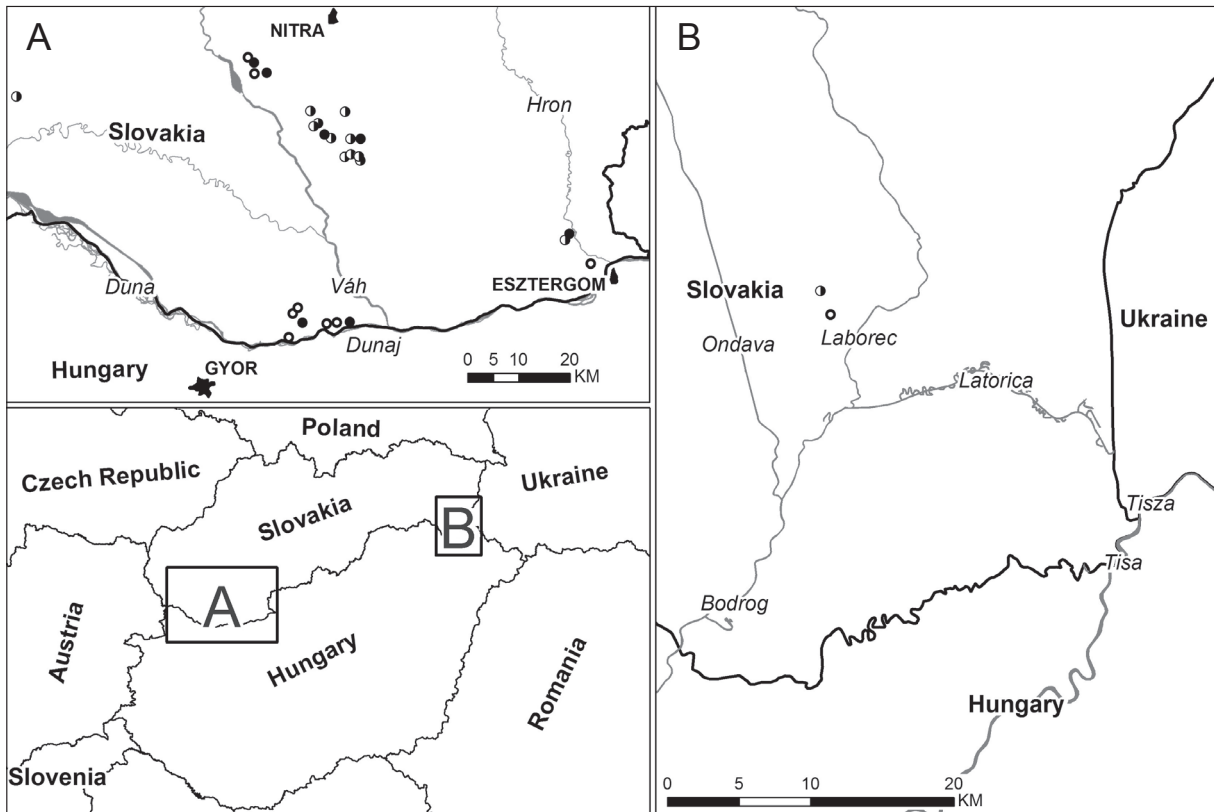 A
NITRA
Hron
Slovakia
Duna
Váh
ESZTERGOM
Dunaj
Hungary
GYOR
0 5 10 20
KM
Poland
Czech Republic
Ukraine
Slovakia
B
A
Austria
Hungary
Romania
Slovenia
B
Slovakia
Ukraine
Ondava
Laborec
Latorica
Tisza
Tisa
Bodrog
Hungary
0 5 10 20
KM